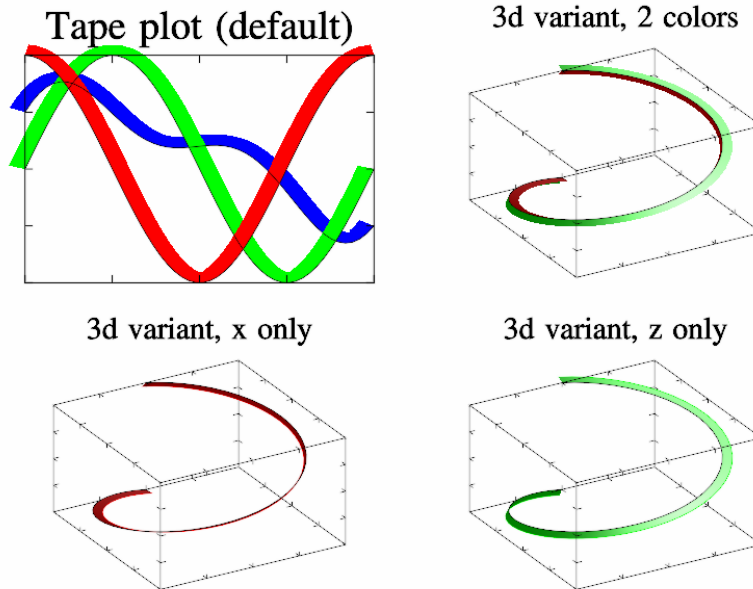 Tape plot (default)
3d variant, 2 colors
3d variant, x only
3d variant, z only